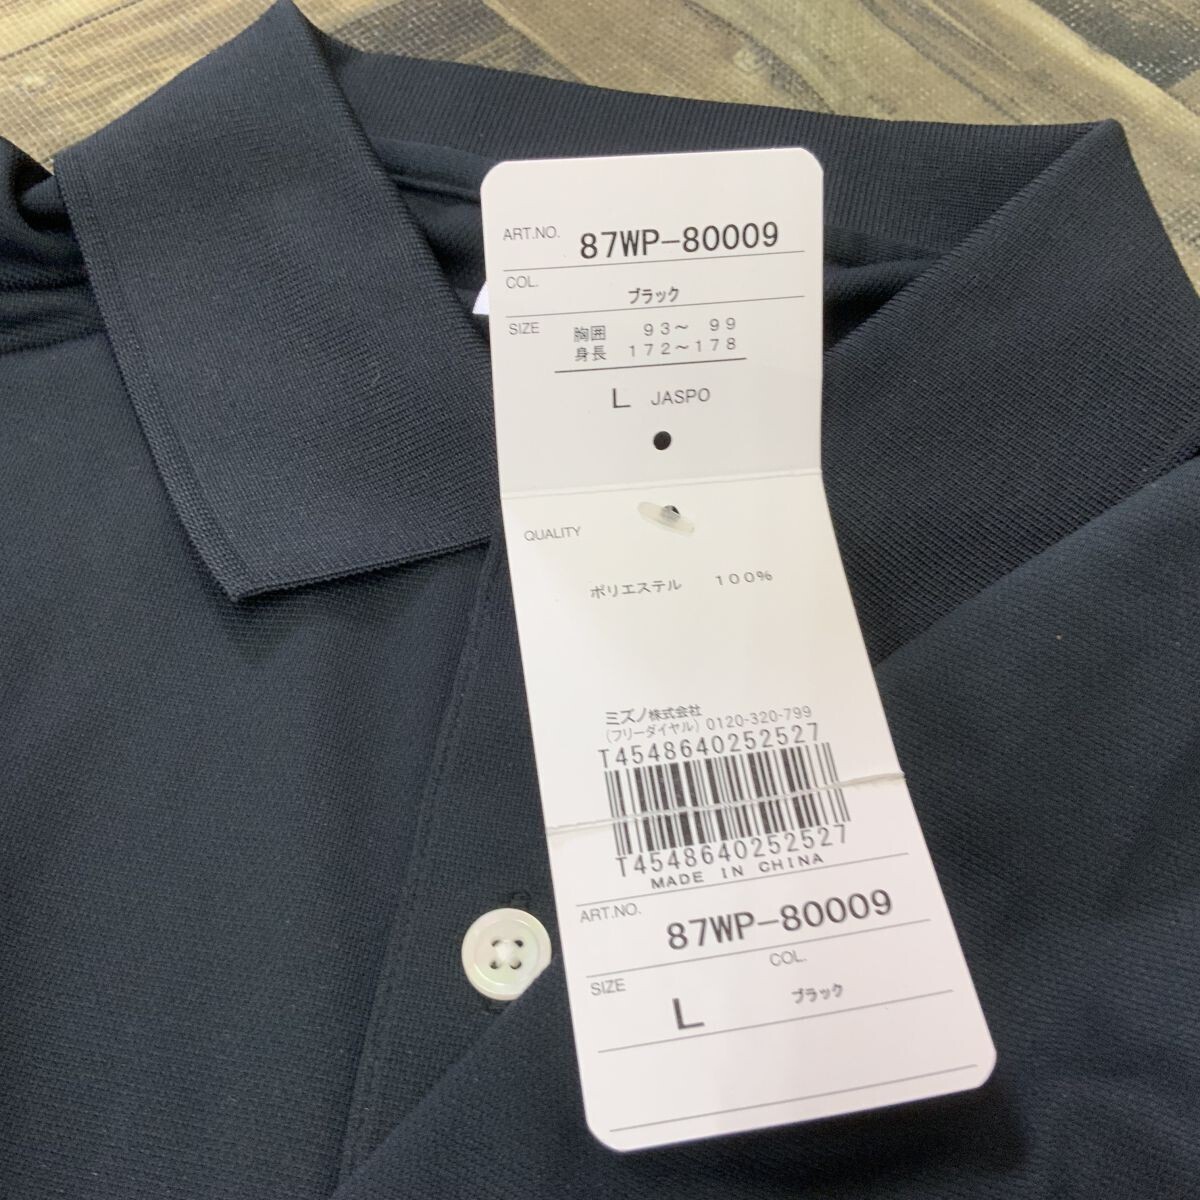 ART.NO. 87WP-80009
COL. ブラック
SIZE 胸囲 93～ 99
身長 172～178
L JASPO
QUALITY
ポリエステル 100%
ミズノ株式会社
(フリーダイヤル) 0120-320-799
T4548640252527
T4548640252527
MADE IN CHINA
ART.NO. 87WP-80009
COL.
SIZE L ブラック